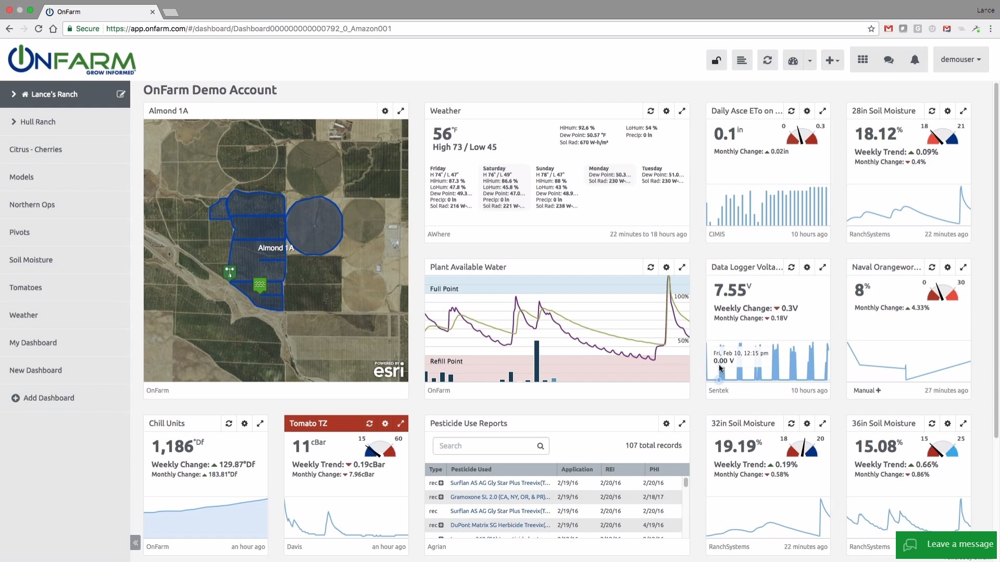 OnFarm
Lance
Secure https://app.onfarm.com/#/dashboard/Dashboard000000000000792_0_Amazon001
ONFARM
GROW INFORMED
demouser
Lance's Ranch
Hull Ranch
Citrus - Cherries
Models
Northern Ops
Pivots
Soil Moisture
Tomatoes
Weather
My Dashboard
New Dashboard
Add Dashboard
OnFarm Demo Account
Almond 1A
Almond 1A
POWERED BY
esri
OnFarm
Weather
56°F
High 73 / Low 45
HiHum: 92.6 %
Dew Point: 50.57 °F
Sol Rad: 670 W-h/m²
LoHum: 54 %
Precip: 0 In
Friday
H 74° / L 47°
HiHum: 87.3 %
LoHum: 47.8 %
Dew Point: 49.3...
Precip: 0 In
Sol Rad: 216 W-...
Saturday
H 76° / L 49°
HiHum: 86.6 %
LoHum: 45.8 %
Dew Point: 47.0...
Precip: 0 In
Sol Rad: 221 W-...
Sunday
H 78° / L 47°
HiHum: 88 %
LoHum: 43 %
Dew Point: 48.9...
Precip: 0 In
Sol Rad: 238 W-...
Monday
Dew Point: 50.3...
Sol Rad: 230 W-...
Tuesday
Dew Point: 51.0...
Sol Rad: 230 W-...
AWhere 22 minutes to 18 hours ago
Daily Asce ETo on ...
0.1in
0 0.3
Monthly Change: 0.02in
CIMIS 10 hours ago
28in Soil Moisture
18.12%
18 21
Weekly Trend: 0.09%
Monthly Change: 0.4%
RanchSystems 22 minutes ago
Plant Available Water
Full Point
100%
50%
Refill Point
OnFarm
Data Logger Volta...
7.55V
Weekly Change: 0.3V
Monthly Change: 0.18V
Fri, Feb 10, 12:15 pm
0.00 V
Sentek 10 hours ago
Naval Orangewor...
8%
0 30
Monthly Change: 4.33%
Manual 27 minutes ago
Chill Units
1,186°Df
Weekly Change: 129.87°Df
Monthly Change: 183.81°Df
OnFarm an hour ago
Tomato TZ
11cBar
15 60
Weekly Trend: 0.19cBar
Monthly Change: 7.96cBar
Davis an hour ago
Pesticide Use Reports
Search 107 total records
Type Pesticide Used Application REI PHI
rec Surflan AS AG Gly Star Plus Treevix(T... 2/19/16 2/20/16 2/20/16
rec Gramoxone SL 2.0 (CA, NY, OR, & PR)... 2/19/16 2/20/16 2/18/17
rec Surflan AS AG Gly Star Plus Treevix(T... 2/19/16 2/20/16 2/20/16
rec DuPont Matrix SG Herbicide Treevix(... 2/19/16 2/20/16 4/19/16
Agrian
32in Soil Moisture
19.19%
18 20
Weekly Trend: 0.19%
Monthly Change: 0.58%
RanchSystems 22 minutes ago
36in Soil Moisture
15.08%
15 25
Weekly Trend: 0.66%
Monthly Change: 0.86%
RanchSystems
Leave a message